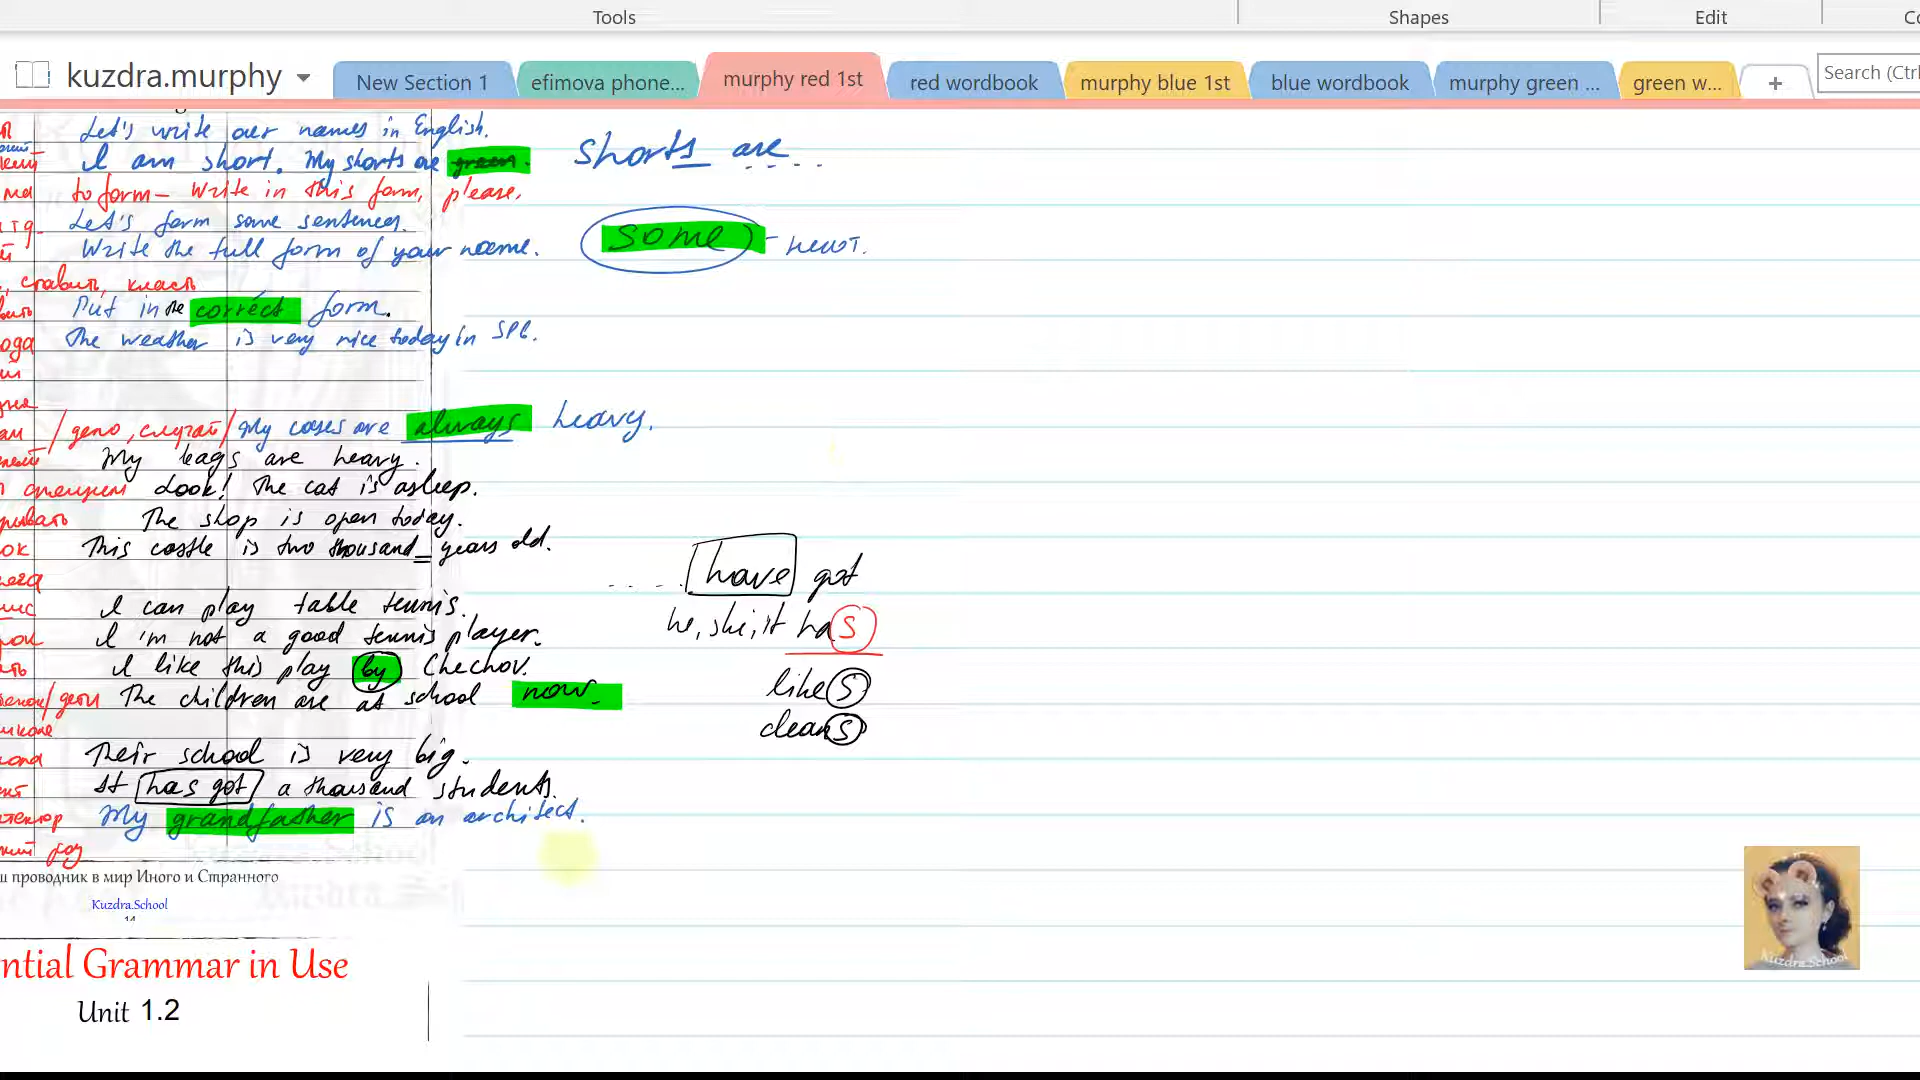 Tools Shapes Edit
kuzdra.murphy New Section 1 efimova phone... murphy red 1st red wordbook murphy blue 1st blue wordbook murphy green ... green w... + Search (Ctrl
Let's write our names in English.
I am short. My shorts are green. shorts are
to form – Write in this form, please.
Let's form some sentences.
some – неист.
Write the full form of your name.
, ставить, класть
Put in the correct form.
The weather is very nice today in SPb.
/дело, случай/ My cases are always heavy.
My bags are heavy.
Look! The cat is asleep.
The shop is open today.
This castle is two thousand years old.
..... have got
I can play table tennis.
he, she, it has
I'm not a good tennis player.
I like this play by Chechov.
likes
The children are at school now.
cleans
Their school is very big.
It has got a thousand students.
My grandfather is an architect.
проводник в мир Иного и Странного
Kuzdra.School
14
ntial Grammar in Use
Unit 1.2
Kuzdra.School